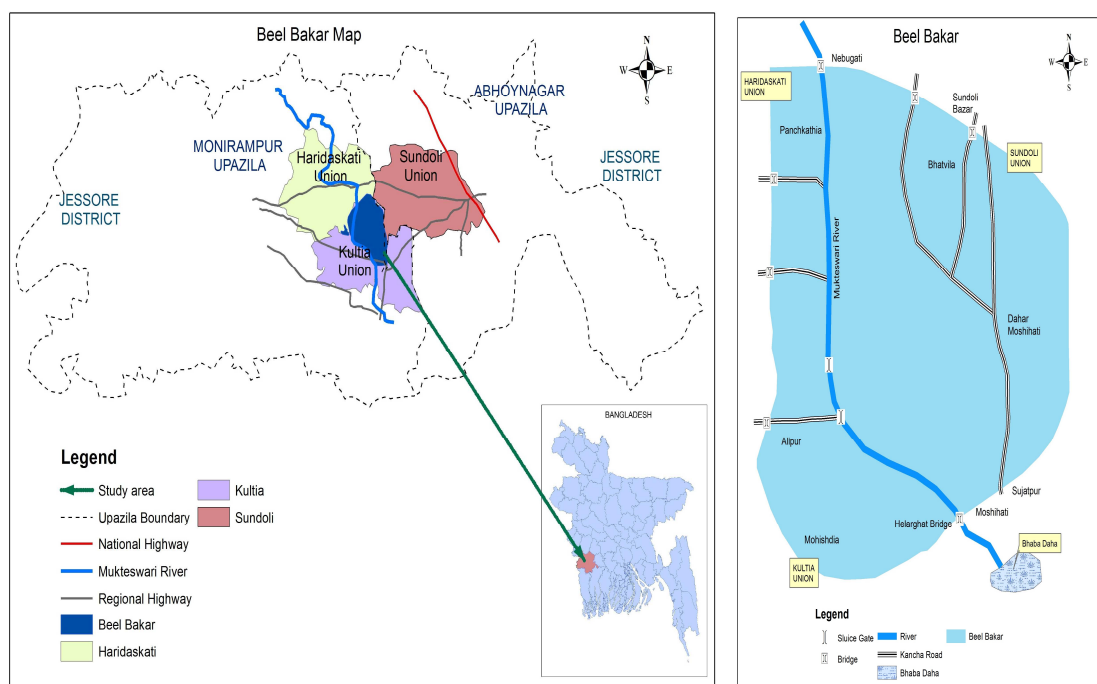 Beel Bakar Map
N
W E
S
ABHOYNAGAR
UPAZILA
MONIRAMPUR
UPAZILA
Haridaskati
Union
Sundoli
Union
JESSORE
DISTRICT
JESSORE
DISTRICT
Kultia
Union
BANGLADESH
Legend
Study area
Kultia
Upazila Boundary
Sundoli
National Highway
Mukteswari River
Regional Highway
Beel Bakar
Haridaskati
Beel Bakar
N
W E
S
Nebugati
HARIDASKATI
UNION
Sundoli
Bazar
Panchkathia
SUNDOLI
UNION
Bhatvila
Mukteswari River
Dahar
Moshihati
Alipur
Sujatpur
Moshihati
Helarghat Bridge
Mohishdia
Bhaba Daha
KULTIA
UNION
Legend
Sluice Gate
River
Beel Bakar
Bridge
Kancha Road
Bhaba Daha